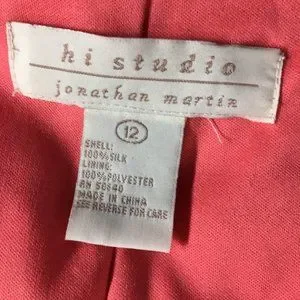 hi studio
jonathan martin
12
SHELL:
100%SILK
LINING:
100%POLYESTER
RN 50640
MADE IN CHINA
SEE REVERSE FOR CARE